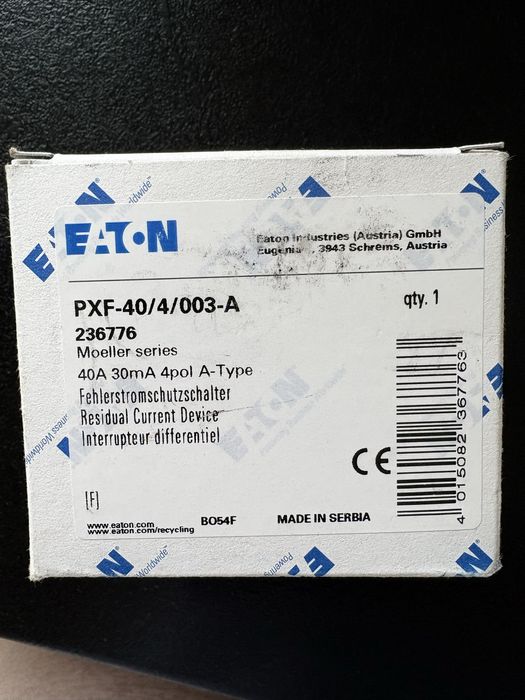 EATON
Eaton Industries (Austria) GmbH
, 3943 Schrems, Austria
PXF-40/4/003-A
qty. 1
236776
Moeller series
40A 30mA 4pol A-Type
Fehlerstromschutzschalter
Residual Current Device
Interrupteur differentiel
CE
4 015082 367763
[F]
www.eaton.com
www.eaton.com/recycling
BO54F
MADE IN SERBIA